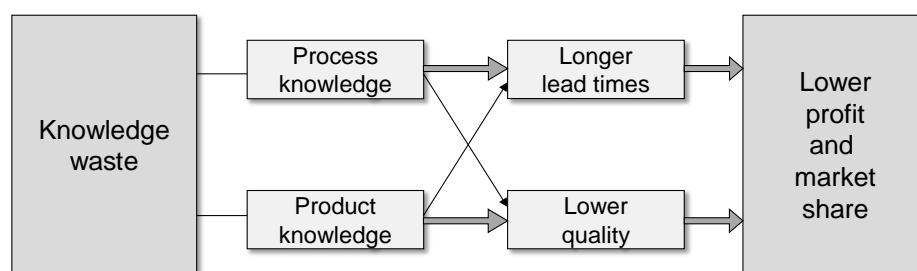 Knowledge
waste
Process
knowledge
Product
knowledge
Longer
lead times
Lower
quality
Lower
profit
and
market
share